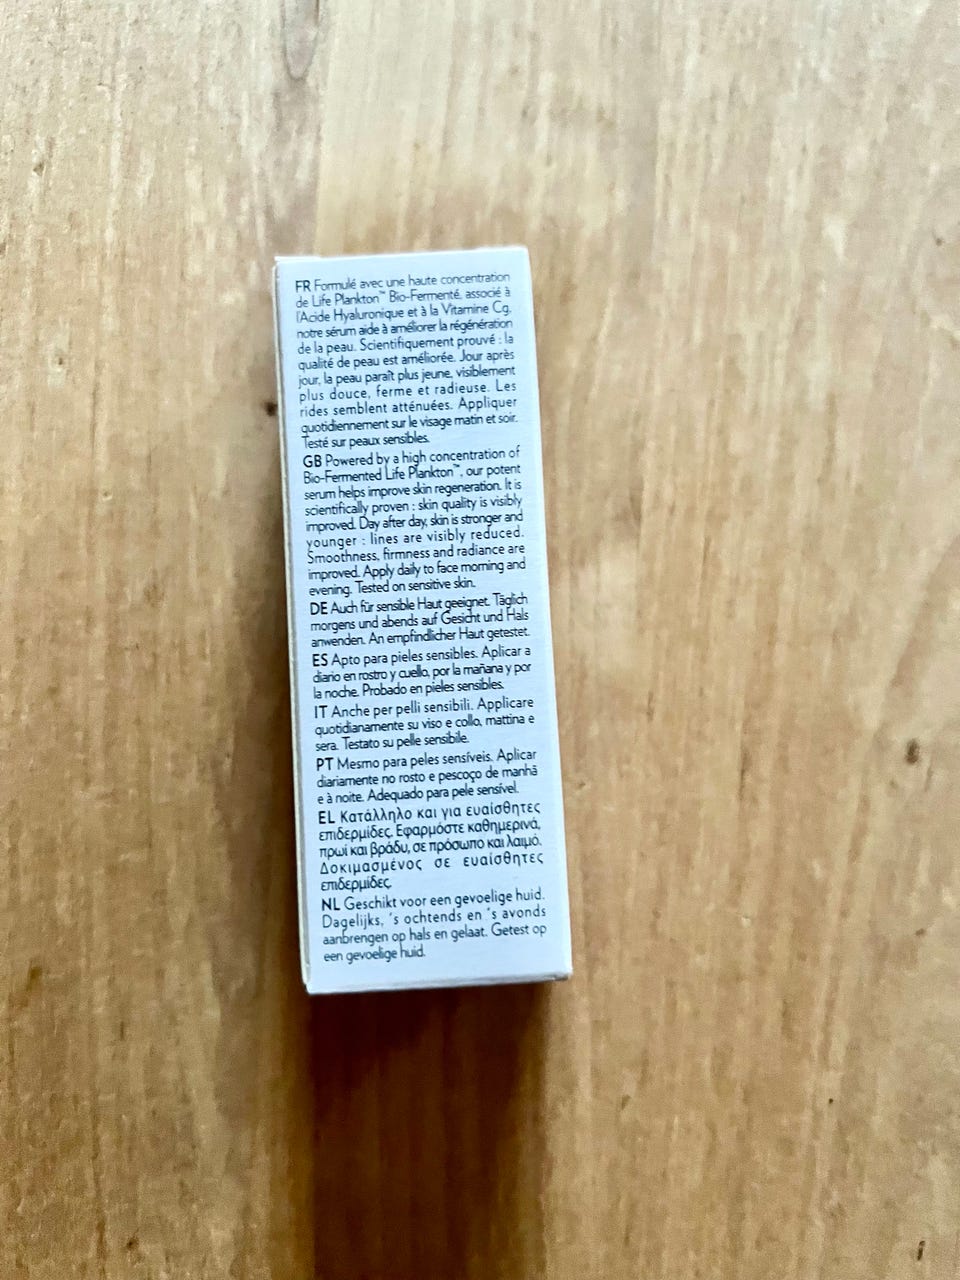 FR Formulé avec une haute concentration
de Life Plankton™ Bio-Fermenté, associé à
l'Acide Hyaluronique et à la Vitamine Cg,
notre sérum aide à améliorer la régénération
de la peau. Scientifiquement prouvé : la
qualité de peau est améliorée. Jour après
jour, la peau paraît plus jeune, visiblement
plus douce, ferme et radieuse. Les
rides semblent atténuées. Appliquer
quotidiennement sur le visage matin et soir.
Testé sur peaux sensibles.
GB Powered by a high concentration of
Bio-Fermented Life Plankton™, our potent
serum helps improve skin regeneration. It is
scientifically proven : skin quality is visibly
improved. Day after day, skin is stronger and
younger : lines are visibly reduced.
Smoothness, firmness and radiance are
improved. Apply daily to face morning and
evening. Tested on sensitive skin.
DE Auch für sensible Haut geeignet. Täglich
morgens und abends auf Gesicht und Hals
anwenden. An empfindlicher Haut getestet.
ES Apto para pieles sensibles. Aplicar a
diario en rostro y cuello, por la mañana y por
la noche. Probado en pieles sensibles.
IT Anche per pelli sensibili. Applicare
quotidianamente su viso e collo, mattina e
sera. Testato su pelle sensibile.
PT Mesmo para peles sensíveis. Aplicar
diariamente no rosto e pescoço de manhã
e à noite. Adequado para pele sensível.
EL Κατάλληλο και για ευαίσθητες
επιδερμίδες. Εφαρμόστε καθημερινά,
πρωί και βράδυ, σε πρόσωπο και λαιμό.
Δοκιμασμένος σε ευαίσθητες
επιδερμίδες.
NL Geschikt voor een gevoelige huid.
Dagelijks, 's ochtends en 's avonds
aanbrengen op hals en gelaat. Getest op
een gevoelige huid.